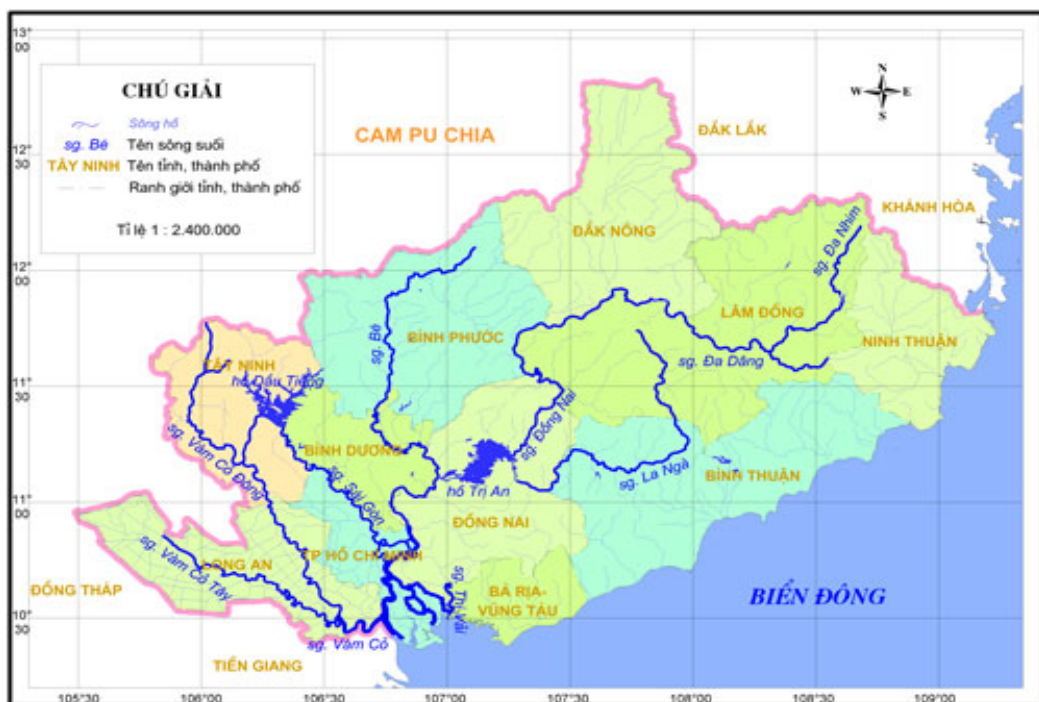 13°
00
12°
30
12°
00
11°
30
11°
00
10°
30
CHÚ GIẢI
Sông hồ
sg. Bé Tên sông suối
TÂY NINH Tên tỉnh, thành phố
Ranh giới tỉnh, thành phố
Tỉ lệ 1 : 2.400.000
N
W E
S
CAM PU CHIA
ĐẮK LẮK
KHÁNH HÒA
ĐẮK NÔNG
sg. Đa Nhim
LÂM ĐỒNG
NINH THUẬN
sg. Bé
BÌNH PHƯỚC
sg. Đa Dâng
TÂY NINH
hồ Dầu Tiếng
sg. Đồng Nai
sg. Vàm Cỏ Đông
BÌNH DƯƠNG
sg. Sài Gòn
hồ Trị An
sg. La Ngà
BÌNH THUẬN
ĐỒNG NAI
TP HỒ CHÍ MINH
LONG AN
sg. Vàm Cỏ Tây
ĐỒNG THÁP
sg. Thị Vải
BÀ RỊA-
VŨNG TÀU
BIỂN ĐÔNG
sg. Vàm Cỏ
TIỀN GIANG
105°30 106°00 106°30 107°00 107°30 108°00 108°30 109°00